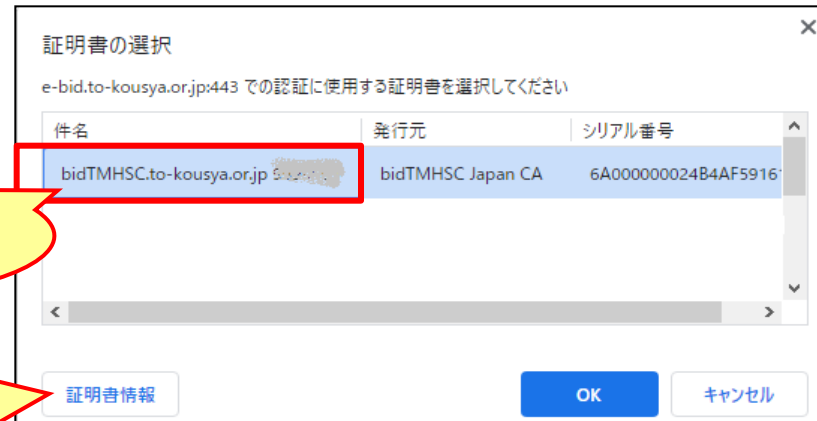 証明書の選択
e-bid.to-kousya.or.jp:443 での認証に使用する証明書を選択してください
件名 発行元 シリアル番号
bidTMHSC.to-kousya.or.jp bidTMHSC Japan CA 6A000000024B4AF5916
証明書情報 OK キャンセル